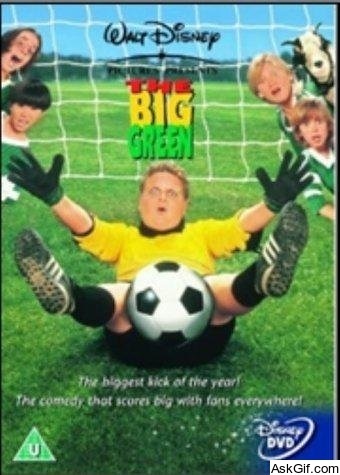 WALT DISNEY
PICTURES PRESENTS
THE
BIG
GREEN
The biggest kick of the year!
The comedy that scores big with fans everywhere!
U
Disney
DVD
AskGif.com